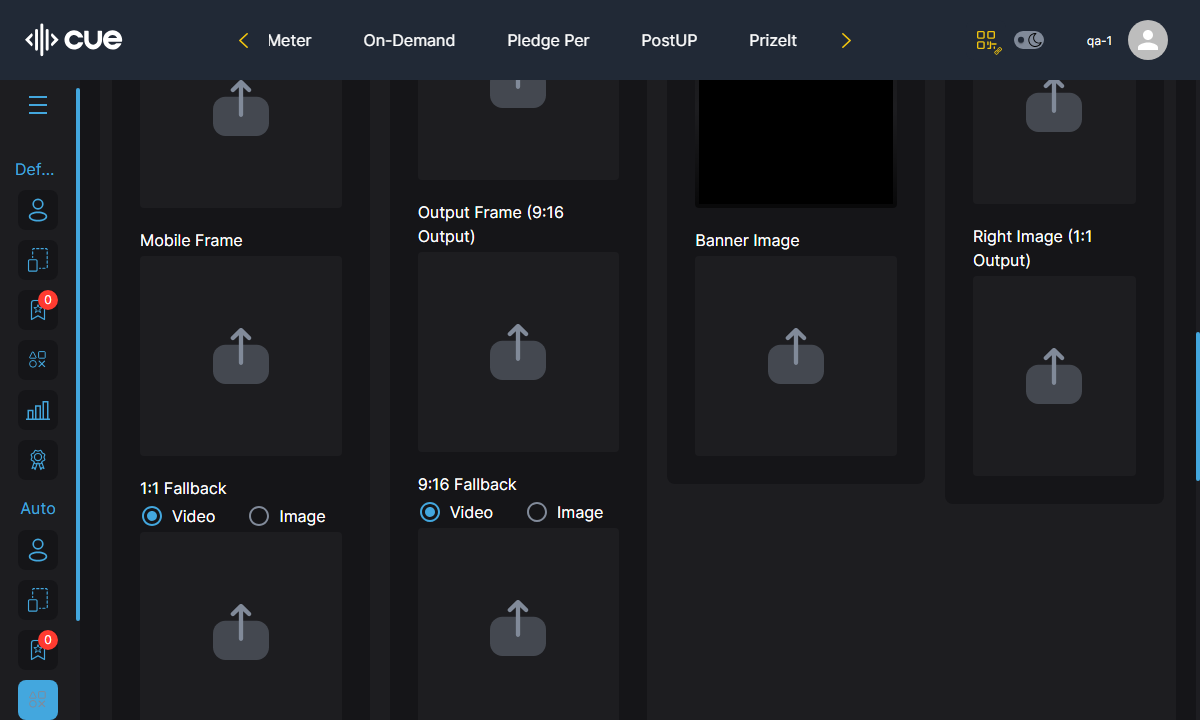 cue
Meter
On-Demand
Pledge Per
PostUP
PrizeIt
qa-1
Def...
0
Auto
0
Mobile Frame
1:1 Fallback
Video
Image
Output Frame (9:16
Output)
9:16 Fallback
Video
Image
Banner Image
Right Image (1:1
Output)